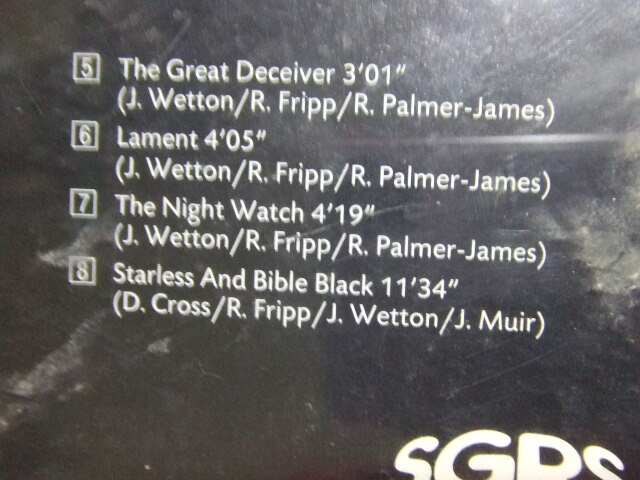 5 The Great Deceiver 3'01"
(J. Wetton/R. Fripp/R. Palmer-James)
6 Lament 4'05"
(J. Wetton/R. Fripp/R. Palmer-James)
7 The Night Watch 4'19"
(J. Wetton/R. Fripp/R. Palmer-James)
8 Starless And Bible Black 11'34"
(D. Cross/R. Fripp/J. Wetton/J. Muir)